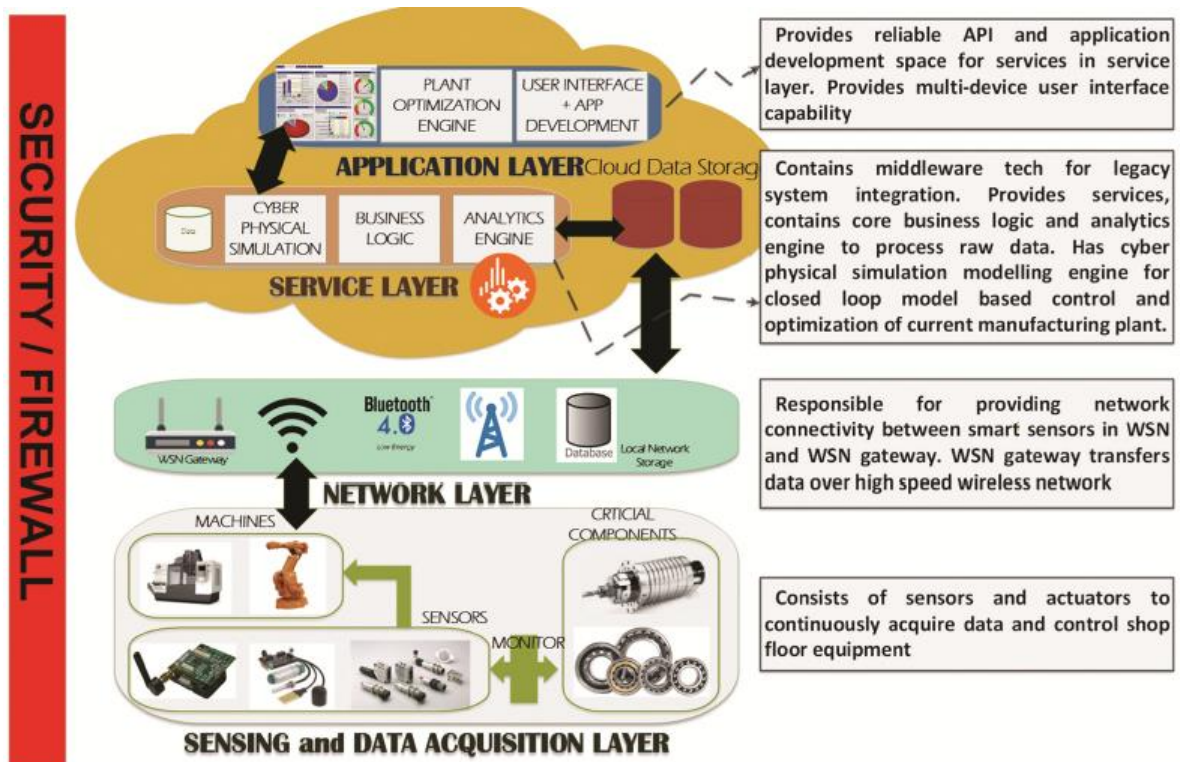 SECURITY / FIREWALL
PLANT
OPTIMIZATION
ENGINE
USER INTERFACE
+ APP
DEVELOPMENT
APPLICATION LAYER
Cloud Data Storag
Data
CYBER
PHYSICAL
SIMULATION
BUSINESS
LOGIC
ANALYTICS
ENGINE
SERVICE LAYER
WSN Gateway
Bluetooth
4.0
Low Energy
Database
Local Network
Storage
NETWORK LAYER
MACHINES
CRTICIAL
COMPONENTS
SENSORS
MONITOR
SENSING and DATA ACQUISITION LAYER
Provides reliable API and application
development space for services in service
layer. Provides multi-device user interface
capability
Contains middleware tech for legacy
system integration. Provides services,
contains core business logic and analytics
engine to process raw data. Has cyber
physical simulation modelling engine for
closed loop model based control and
optimization of current manufacturing plant.
Responsible for providing network
connectivity between smart sensors in WSN
and WSN gateway. WSN gateway transfers
data over high speed wireless network
Consists of sensors and actuators to
continuously acquire data and control shop
floor equipment